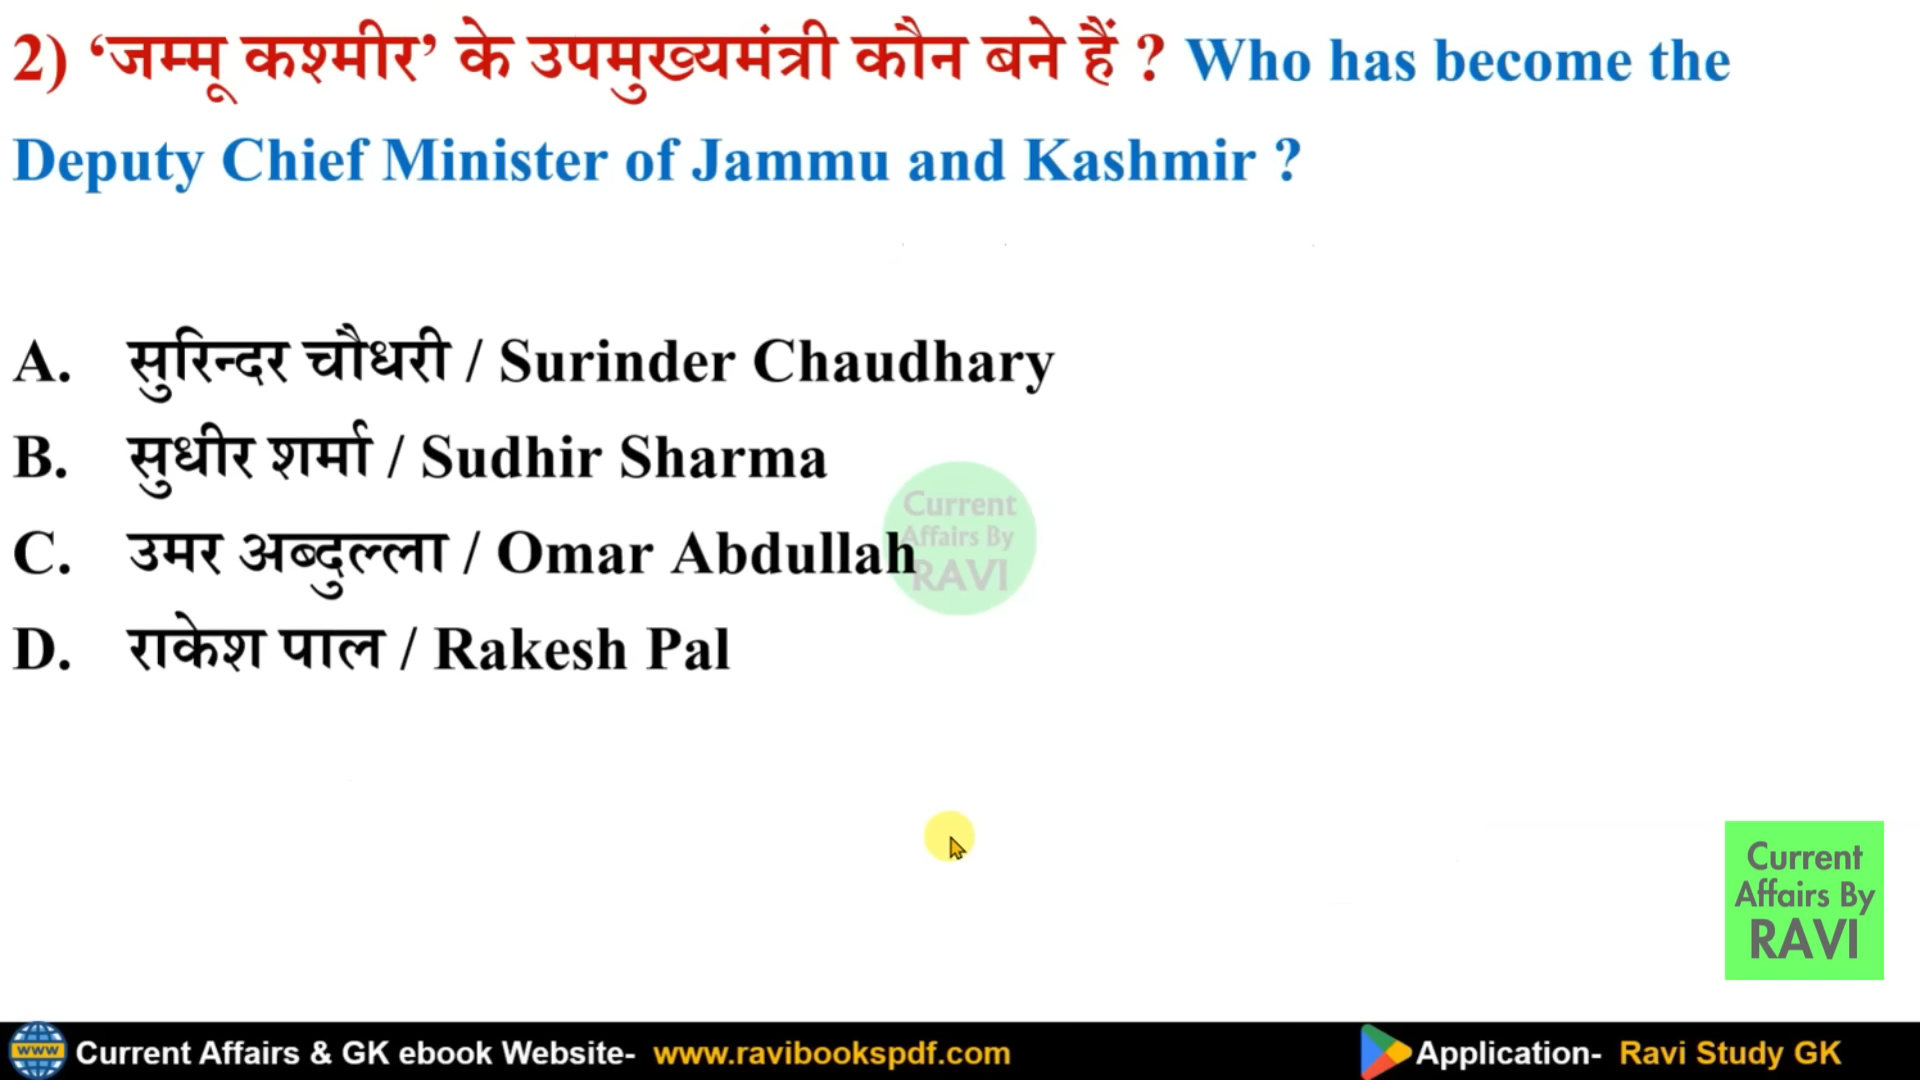 2) ‘जम्मू कश्मीर’ के उपमुख्यमंत्री कौन बने हैं ? Who has become the
Deputy Chief Minister of Jammu and Kashmir ?
A. सुरिन्दर चौधरी / Surinder Chaudhary
B. सुधीर शर्मा / Sudhir Sharma
C. उमर अब्दुल्ला / Omar Abdullah
D. राकेश पाल / Rakesh Pal
Current
Affairs By
RAVI
Current
Affairs By
RAVI
www Current Affairs & GK ebook Website- www.ravibookspdf.com Application- Ravi Study GK